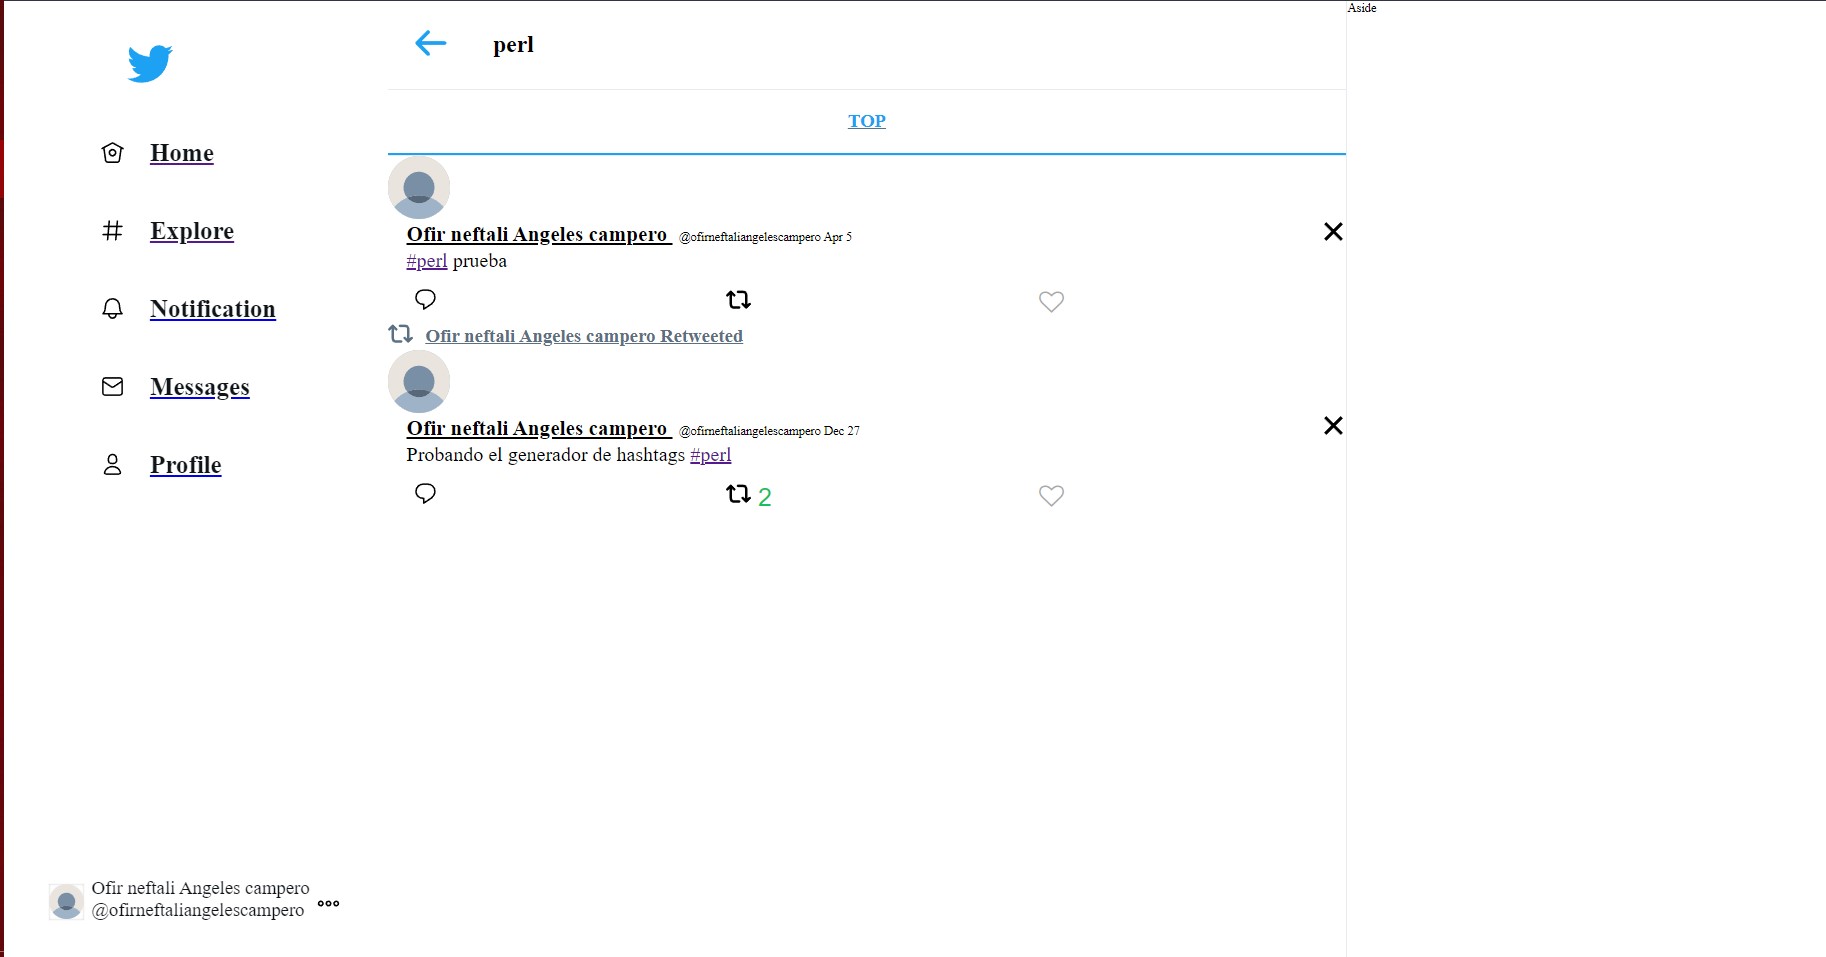 Aside
perl
TOP
Home
Explore
Notification
Messages
Profile
Ofir neftali Angeles campero @ofirneftaliangelescampero Apr 5
#perl prueba
Ofir neftali Angeles campero Retweeted
Ofir neftali Angeles campero @ofirneftaliangelescampero Dec 27
Probando el generador de hashtags #perl
2
Ofir neftali Angeles campero
@ofirneftaliangelescampero